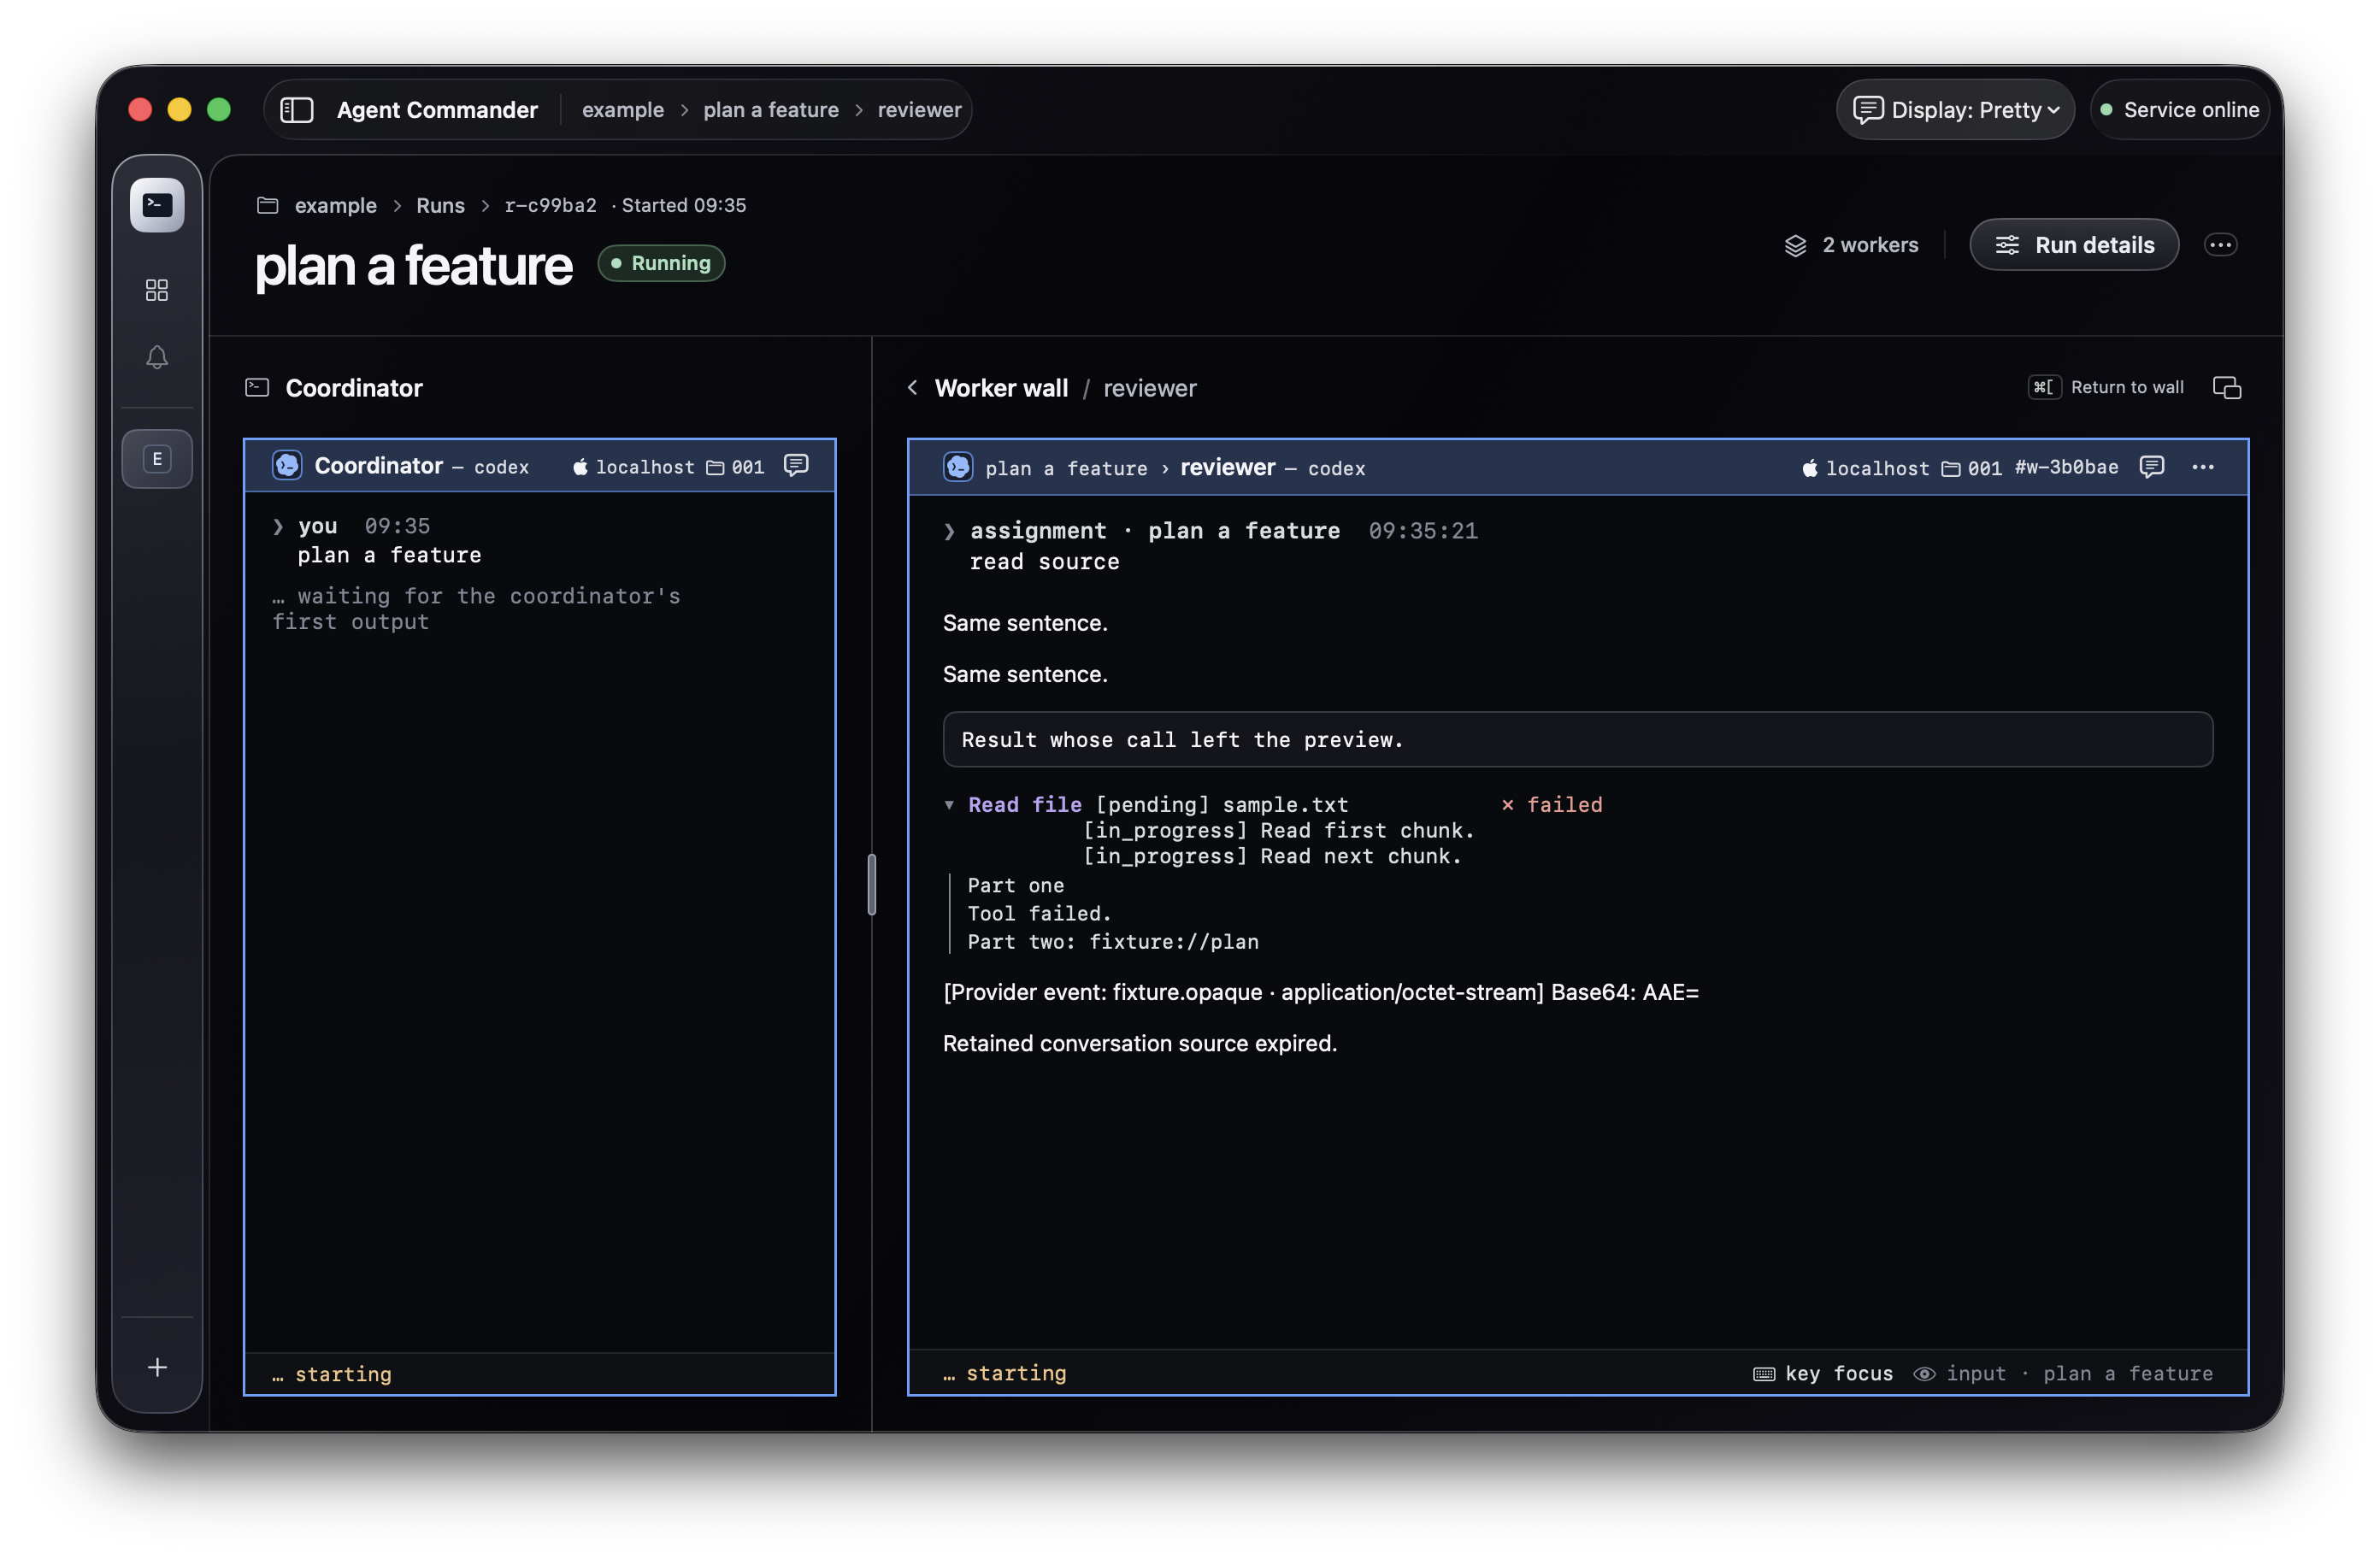 Agent Commander example > plan a feature > reviewer
Display: Pretty
Service online
example > Runs > r-c99ba2 · Started 09:35
plan a feature
Running
2 workers
Run details
E
Coordinator
Coordinator — codex localhost 001
❯ you 09:35
plan a feature
… waiting for the coordinator's
first output
… starting
Worker wall / reviewer
⌘[ Return to wall
plan a feature › reviewer — codex localhost 001 #w-3b0bae
❯ assignment · plan a feature 09:35:21
read source
Same sentence.
Same sentence.
Result whose call left the preview.
▾ Read file [pending] sample.txt × failed
[in_progress] Read first chunk.
[in_progress] Read next chunk.
Part one
Tool failed.
Part two: fixture://plan
[Provider event: fixture.opaque · application/octet-stream] Base64: AAE=
Retained conversation source expired.
… starting
key focus input · plan a feature